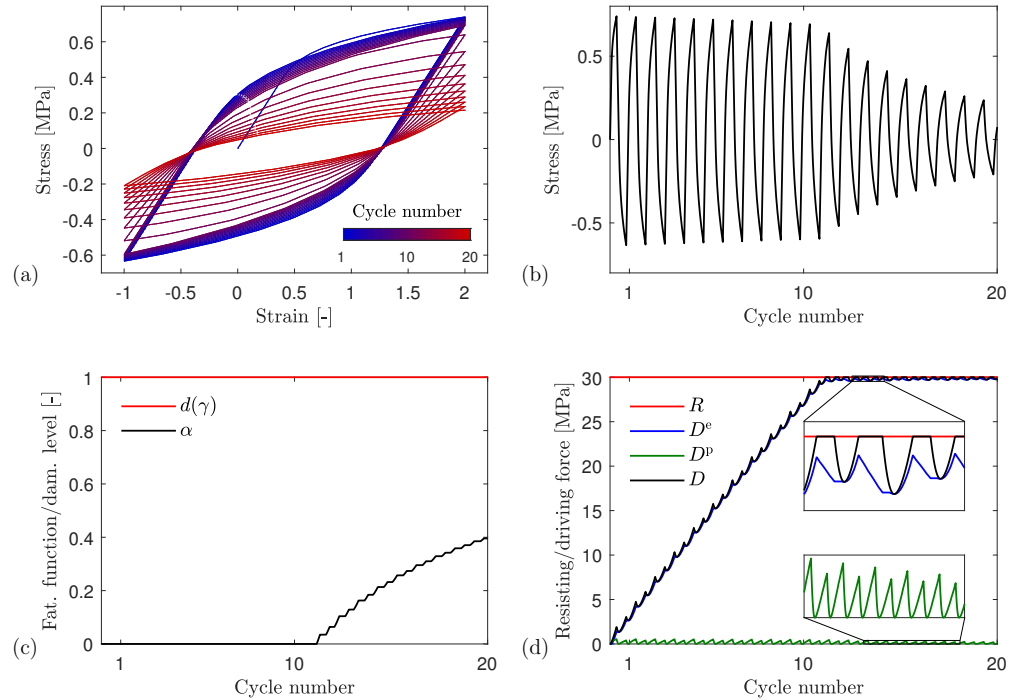 0.8
0.6
0.4
0.2
0
-0.2
-0.4
-0.6
Stress [MPa]
-1 -0.5 0 0.5 1 1.5 2
Strain [-]
Cycle number
1 10 20
(a)
0.5
0
-0.5
Stress [MPa]
1 10 20
Cycle number
(b)
1
0.8
0.6
0.4
0.2
0
Fat. function/dam. level [-]
d(γ)
α
1 10 20
Cycle number
(c)
30
25
20
15
10
5
0
Resisting/driving force [MPa]
R
Dᵉ
Dᵖ
D
1 10 20
Cycle number
(d)